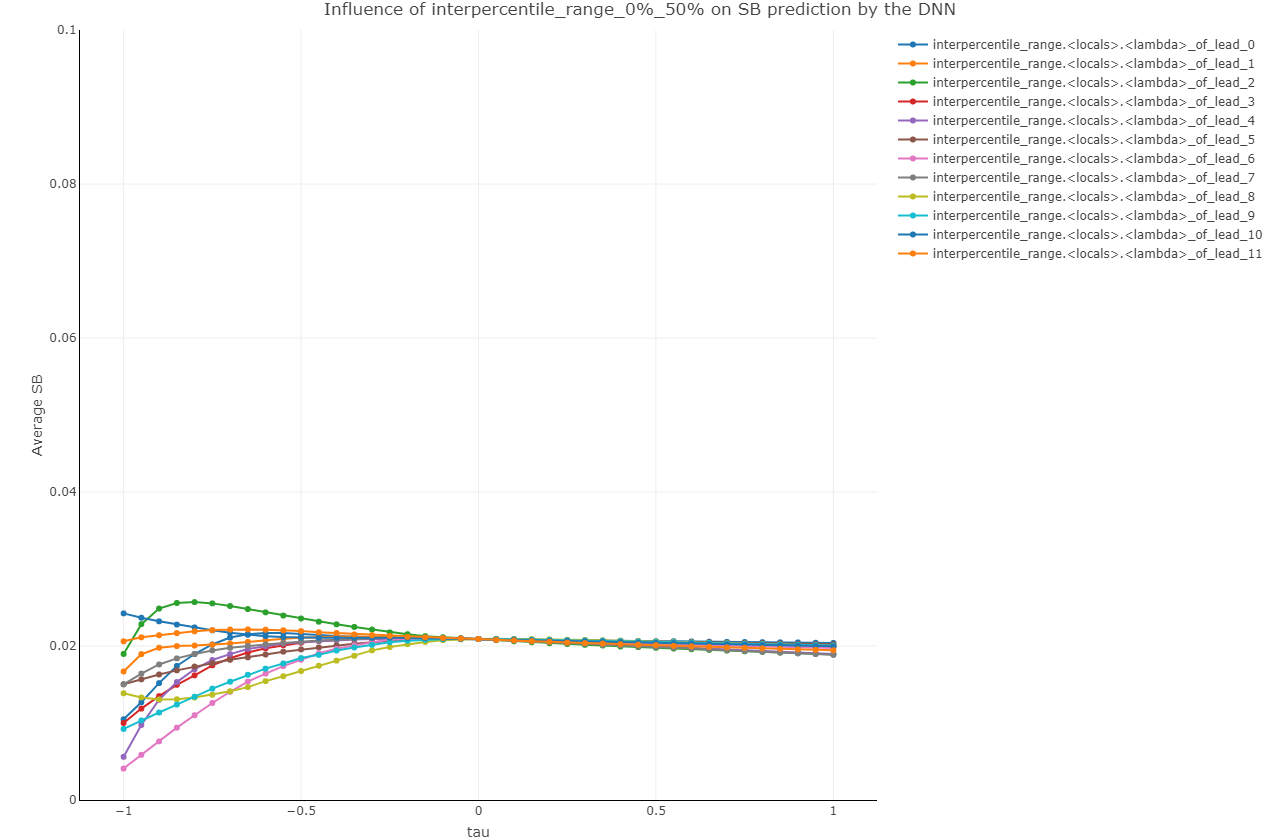 Influence of interpercentile_range_0%_50% on SB prediction by the DNN
0.1
0.08
0.06
0.04
0.02
0
Average SB
−1
−0.5
0
0.5
1
tau
interpercentile_range.<locals>.<lambda>_of_lead_0
interpercentile_range.<locals>.<lambda>_of_lead_1
interpercentile_range.<locals>.<lambda>_of_lead_2
interpercentile_range.<locals>.<lambda>_of_lead_3
interpercentile_range.<locals>.<lambda>_of_lead_4
interpercentile_range.<locals>.<lambda>_of_lead_5
interpercentile_range.<locals>.<lambda>_of_lead_6
interpercentile_range.<locals>.<lambda>_of_lead_7
interpercentile_range.<locals>.<lambda>_of_lead_8
interpercentile_range.<locals>.<lambda>_of_lead_9
interpercentile_range.<locals>.<lambda>_of_lead_10
interpercentile_range.<locals>.<lambda>_of_lead_11